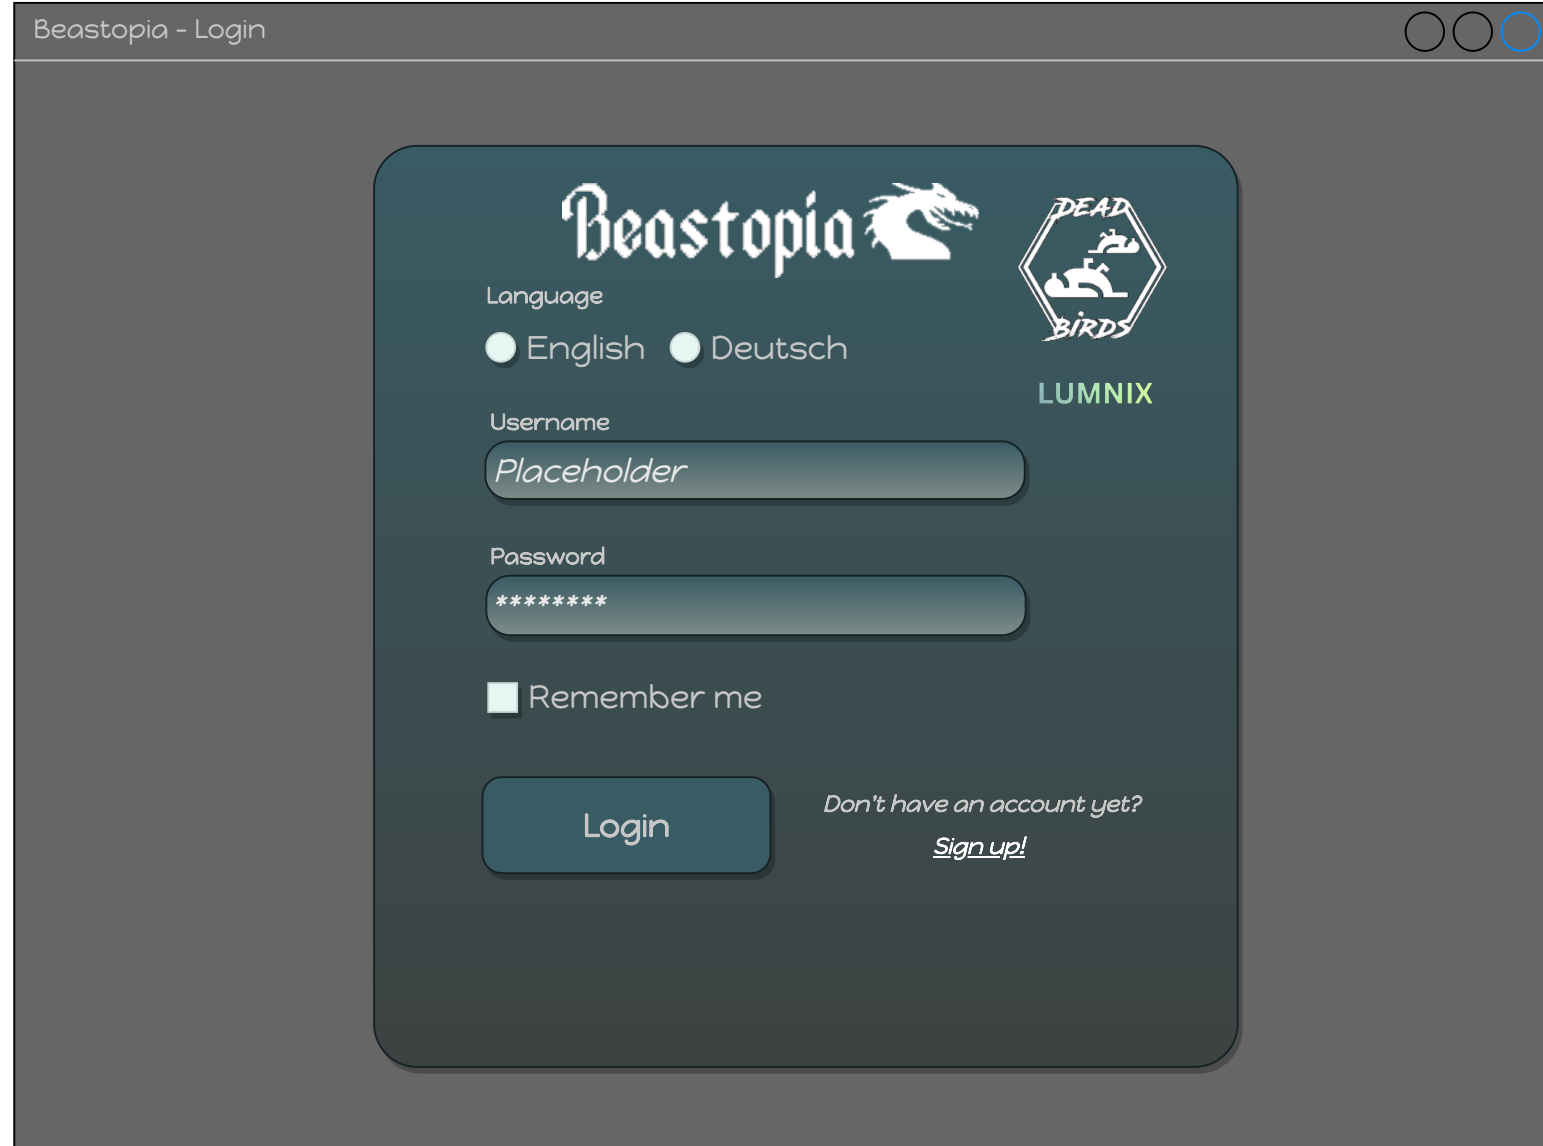 Beastopia - Login
Beastopia
DEAD
BIRDS
LUMNIX
Language
English Deutsch
Username
Placeholder
Password
********
Remember me
Login
Don't have an account yet?
Sign up!